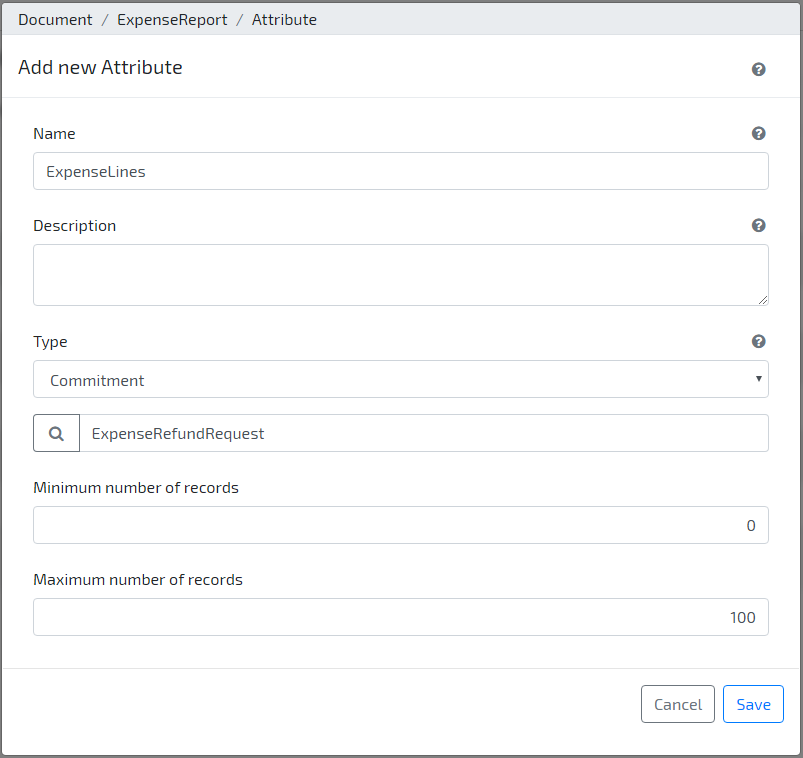 Document / ExpenseReport / Attribute
Add new Attribute
Name
ExpenseLines
Description
Type
Commitment
ExpenseRefundRequest
Minimum number of records
0
Maximum number of records
100
Cancel Save